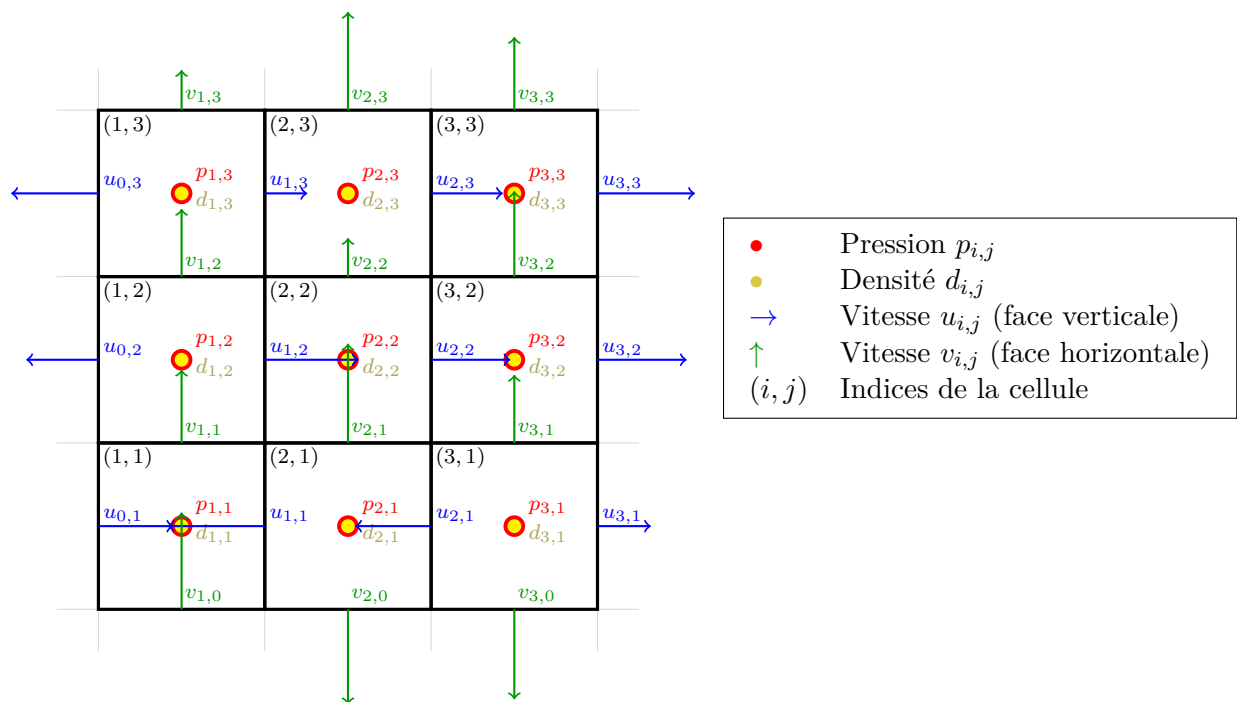 $v_{1,3}$ $v_{2,3}$ $v_{3,3}$
$(1,3)$ $(2,3)$ $(3,3)$
$u_{0,3}$ $p_{1,3}$ $u_{1,3}$ $p_{2,3}$ $u_{2,3}$ $p_{3,3}$ $u_{3,3}$
$d_{1,3}$ $d_{2,3}$ $d_{3,3}$
$v_{1,2}$ $v_{2,2}$ $v_{3,2}$
$(1,2)$ $(2,2)$ $(3,2)$
$u_{0,2}$ $p_{1,2}$ $u_{1,2}$ $p_{2,2}$ $u_{2,2}$ $p_{3,2}$ $u_{3,2}$
$d_{1,2}$ $d_{2,2}$ $d_{3,2}$
$v_{1,1}$ $v_{2,1}$ $v_{3,1}$
$(1,1)$ $(2,1)$ $(3,1)$
$u_{0,1}$ $p_{1,1}$ $u_{1,1}$ $p_{2,1}$ $u_{2,1}$ $p_{3,1}$ $u_{3,1}$
$d_{1,1}$ $d_{2,1}$ $d_{3,1}$
$v_{1,0}$ $v_{2,0}$ $v_{3,0}$
Pression $p_{i,j}$
Densité $d_{i,j}$
Vitesse $u_{i,j}$ (face verticale)
Vitesse $v_{i,j}$ (face horizontale)
$(i,j)$ Indices de la cellule